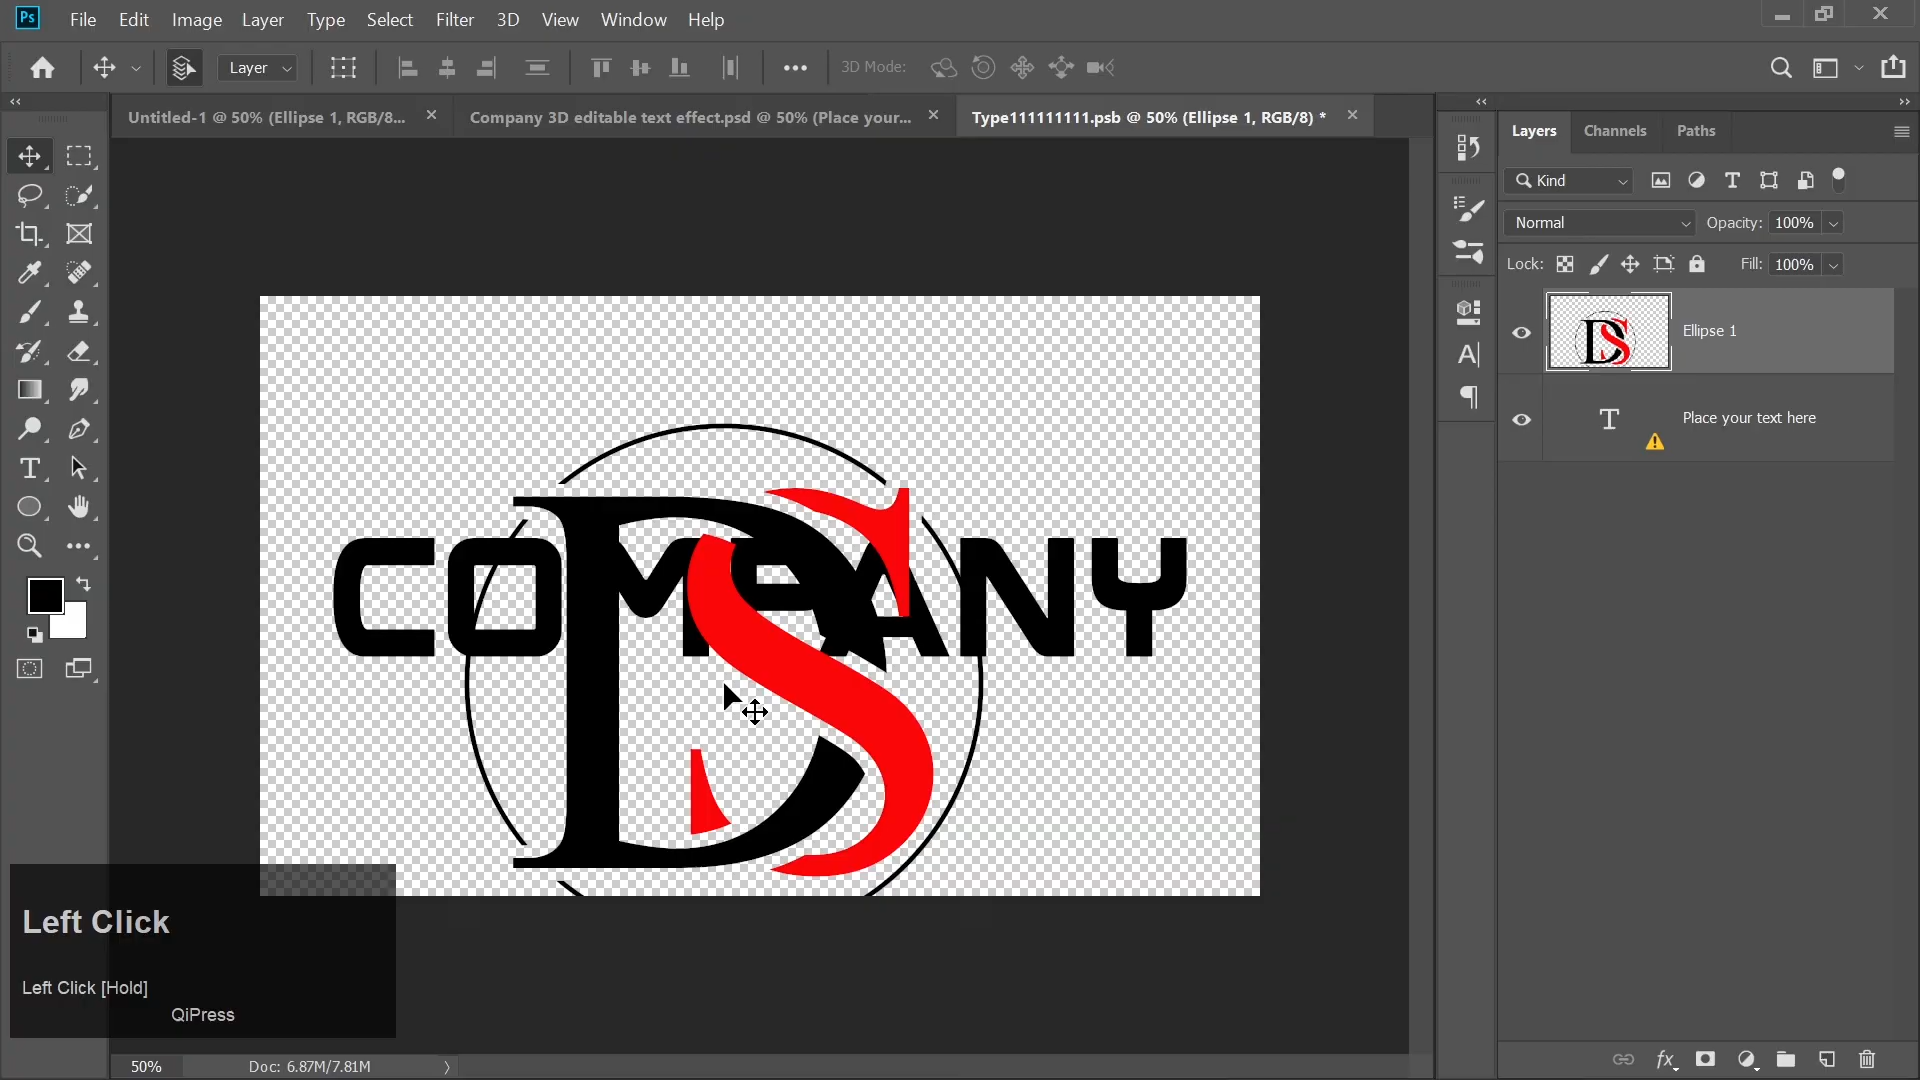 Ps File Edit Image Layer Type Select Filter 3D View Window Help
Layer 3D Mode:
Untitled-1 @ 50% (Ellipse 1, RGB/8... Company 3D editable text effect.psd @ 50% (Place your... Type111111111.psb @ 50% (Ellipse 1, RGB/8) *
Layers Channels Paths
Kind
Normal Opacity: 100%
Lock: Fill: 100%
Ellipse 1
Place your text here
COMPANY
DS
Left Click
Left Click [Hold]
QiPress
50% Doc: 6.87M/7.81M
fx